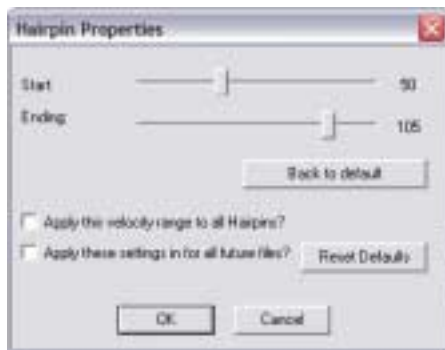 Hairpin Properties
Start 50
Ending: 105
Back to default
Apply this velocity range to all Hairpins?
Apply these settings in for all future files? Reset Defaults
OK Cancel